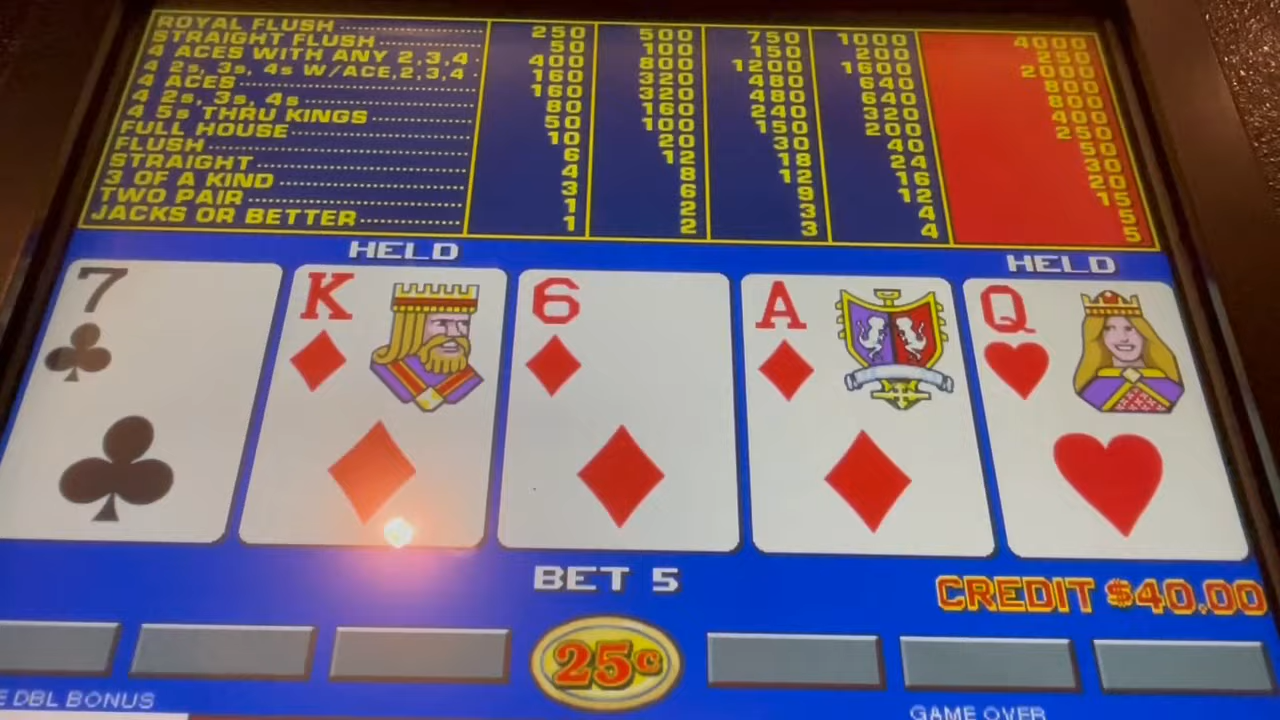 ROYAL FLUSH 250 500 750 1000 4000
STRAIGHT FLUSH 50 100 150 200 250
4 ACES WITH ANY 2,3,4 400 800 1200 1600 2000
4 2s, 3s, 4s W/ACE,2,3,4 160 320 480 640 800
4 ACES 160 320 480 640 800
4 2s, 3s, 4s 80 160 240 320 400
4 5s THRU KINGS 50 100 150 200 250
FULL HOUSE 10 20 30 40 50
FLUSH 6 12 18 24 30
STRAIGHT 4 8 12 16 20
3 OF A KIND 3 6 9 12 15
TWO PAIR 1 2 3 4 5
JACKS OR BETTER 1 2 3 4 5
HELD HELD
7 K 6 A Q
BET 5
CREDIT $40.00
25¢
E DBL BONUS
GAME OVER